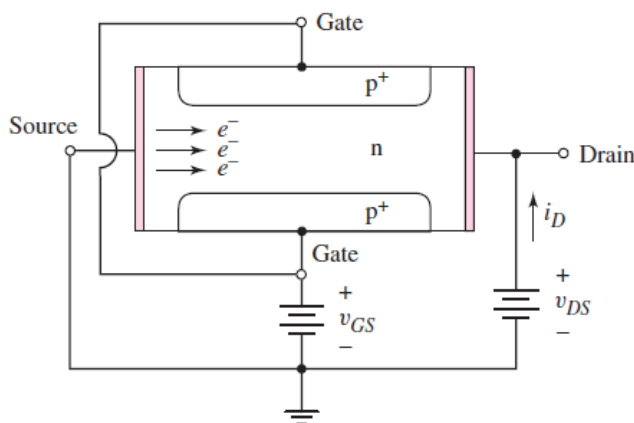 Gate
p+
Source
e−
e−
e−
n
Drain
p+
iD
Gate
+
vGS
−
+
vDS
−